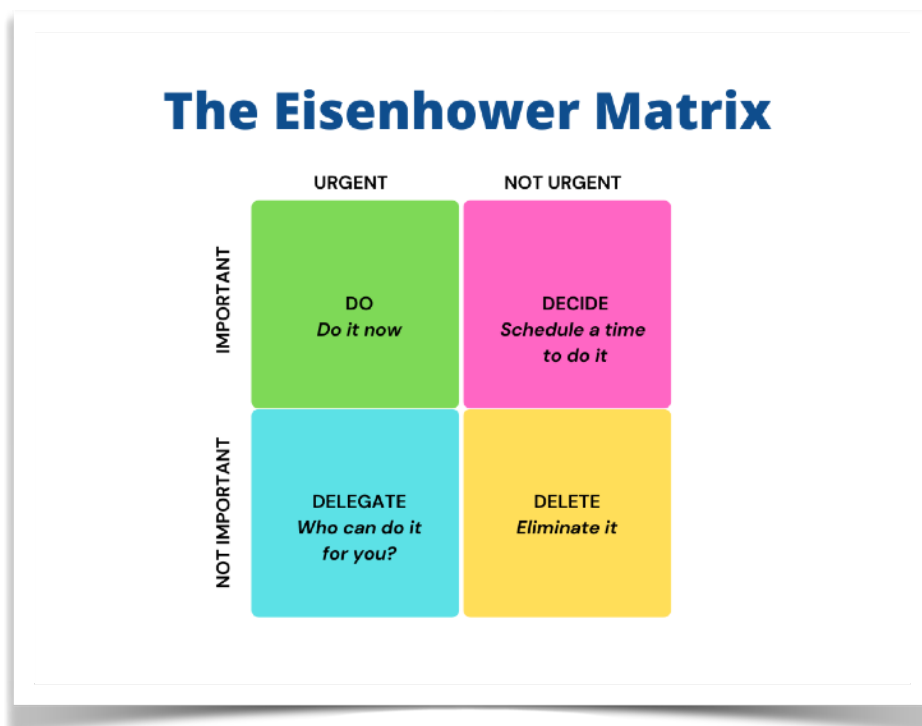 The Eisenhower Matrix
URGENT
NOT URGENT
IMPORTANT
DO
Do it now
DECIDE
Schedule a time
to do it
NOT IMPORTANT
DELEGATE
Who can do it
for you?
DELETE
Eliminate it